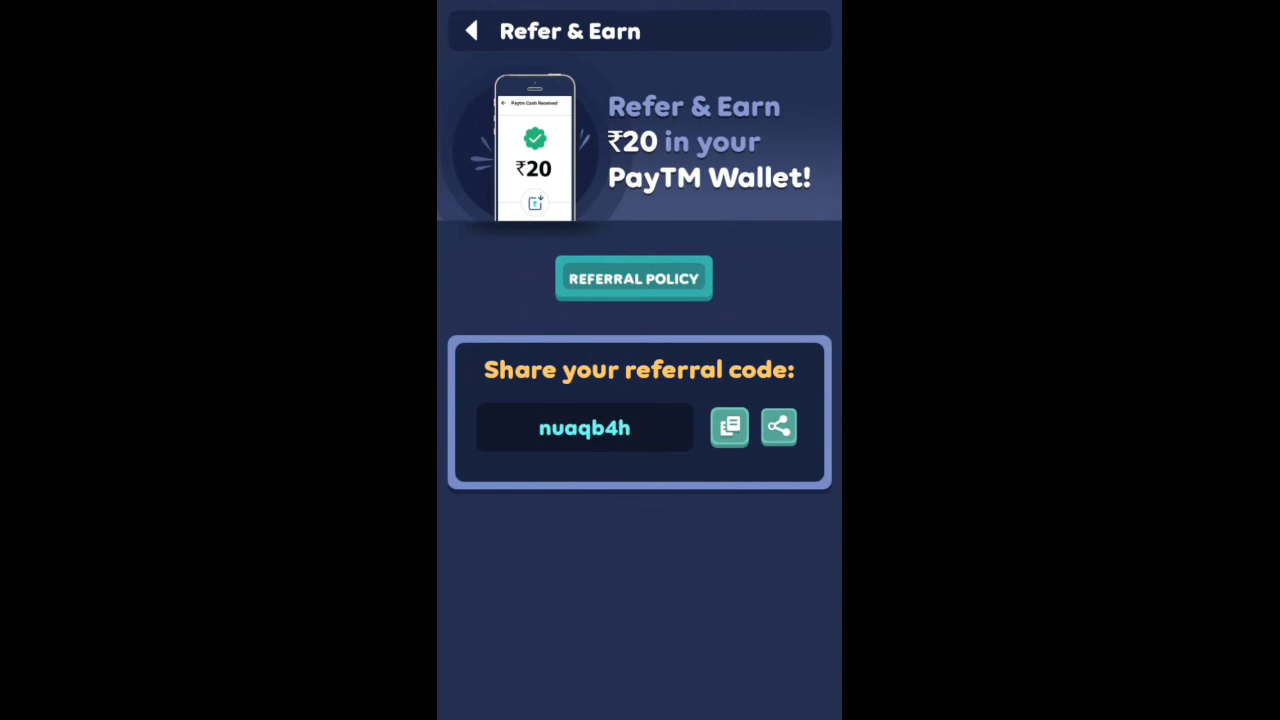 Refer & Earn
Paytm Cash Received
₹20
Refer & Earn
₹20 in your
PayTM Wallet!
REFERRAL POLICY
Share your referral code:
nuaqb4h